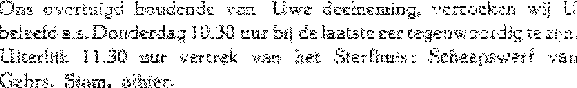 Ons overtuigd houdende van Uwe deelneming, verzoeken wij U
beleefd a.s. Donderdag 10.30 uur bij de laatste eer tegenwoordig te zijn.
Uiterlijk 11.30 uur vertrek van het Sterfhuis: Scheepswerf van
Gebrs. Stam, alhier.